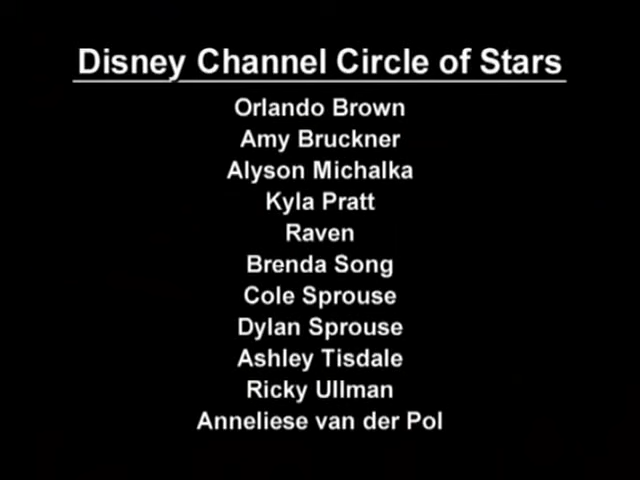 Disney Channel Circle of Stars
Orlando Brown
Amy Bruckner
Alyson Michalka
Kyla Pratt
Raven
Brenda Song
Cole Sprouse
Dylan Sprouse
Ashley Tisdale
Ricky Ullman
Anneliese van der Pol